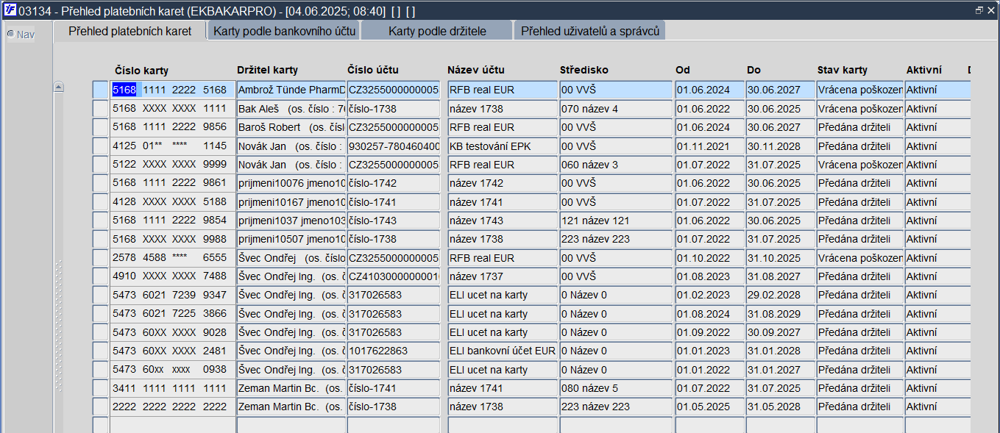 03134 - Přehled platebních karet (EKBAKARPRO) - [04.06.2025; 08:40] [ ] [ ]
Nav
Přehled platebních karet Karty podle bankovního účtu Karty podle držitele Přehled uživatelů a správců
Číslo karty Držitel karty Číslo účtu Název účtu Středisko Od Do Stav karty Aktivní
5168 1111 2222 5168 Ambrož Tünde PharmD CZ3255000000005 RFB real EUR 00 VVŠ 01.06.2024 30.06.2027 Vrácena poškozen Aktivní
5168 XXXX XXXX 1111 Bak Aleš (os. číslo : 70 číslo-1738 název 1738 070 název 4 01.06.2022 30.06.2025 Vrácena poškozen Aktivní
5168 1111 2222 9856 Baroš Robert (os. čísl CZ3255000000005 RFB real EUR 00 VVŠ 01.06.2024 30.06.2027 Předána držiteli Aktivní
4125 01** **** 1145 Novák Jan (os. číslo : 930257-780460400 KB testování EPK 00 VVŠ 01.11.2021 30.11.2028 Předána držiteli Aktivní
5122 XXXX XXXX 9999 Novák Jan (os. číslo : CZ3255000000005 RFB real EUR 060 název 3 01.07.2022 31.07.2025 Vrácena poškozen Aktivní
5168 1111 2222 9861 prijmeni10076 jmeno10 číslo-1742 název 1742 00 VVŠ 01.06.2022 30.06.2025 Předána držiteli Aktivní
4128 XXXX XXXX 5188 prijmeni10167 jmeno10 číslo-1741 název 1741 00 VVŠ 01.07.2022 31.07.2025 Předána držiteli Aktivní
5168 1111 2222 9854 prijmeni1037 jmeno103 číslo-1743 název 1743 121 název 121 01.06.2022 30.06.2025 Předána držiteli Aktivní
5168 XXXX XXXX 9988 prijmeni10507 jmeno10 číslo-1738 název 1738 223 název 223 01.07.2022 31.07.2025 Předána držiteli Aktivní
2578 4588 **** 6555 Švec Ondřej (os. číslo CZ3255000000005 RFB real EUR 00 VVŠ 01.10.2022 31.10.2025 Vrácena poškozen Aktivní
4910 XXXX XXXX 7488 Švec Ondřej Ing. (os. č CZ4103000000001 název 1737 00 VVŠ 01.08.2023 31.08.2027 Předána držiteli Aktivní
5473 6021 7239 9347 Švec Ondřej Ing. (os. č 317026583 ELI ucet na karty 0 Název 0 01.02.2023 29.02.2028 Předána držiteli Aktivní
5473 6021 7225 3866 Švec Ondřej Ing. (os. č 317026583 ELI ucet na karty 0 Název 0 01.08.2024 31.08.2029 Předána držiteli Aktivní
5473 60XX XXXX 9028 Švec Ondřej Ing. (os. č 317026583 ELI ucet na karty 0 Název 0 01.09.2022 30.09.2027 Předána držiteli Aktivní
5473 60XX XXXX 2481 Švec Ondřej Ing. (os. č 1017622863 ELI bankovní účet EUR 0 Název 0 01.01.2023 31.01.2028 Předána držiteli Aktivní
5473 60xx xxxx 0938 Švec Ondřej Ing. (os. č 317026583 ELI ucet na karty 0 Název 0 01.01.2022 31.01.2027 Předána držiteli Aktivní
3411 1111 1111 1111 Zeman Martin Bc. (os. číslo-1741 název 1741 080 název 5 01.07.2022 31.07.2025 Předána držiteli Aktivní
2222 2222 2222 2222 Zeman Martin Bc. (os. číslo-1738 název 1738 223 název 223 01.05.2025 31.05.2028 Předána držiteli Aktivní